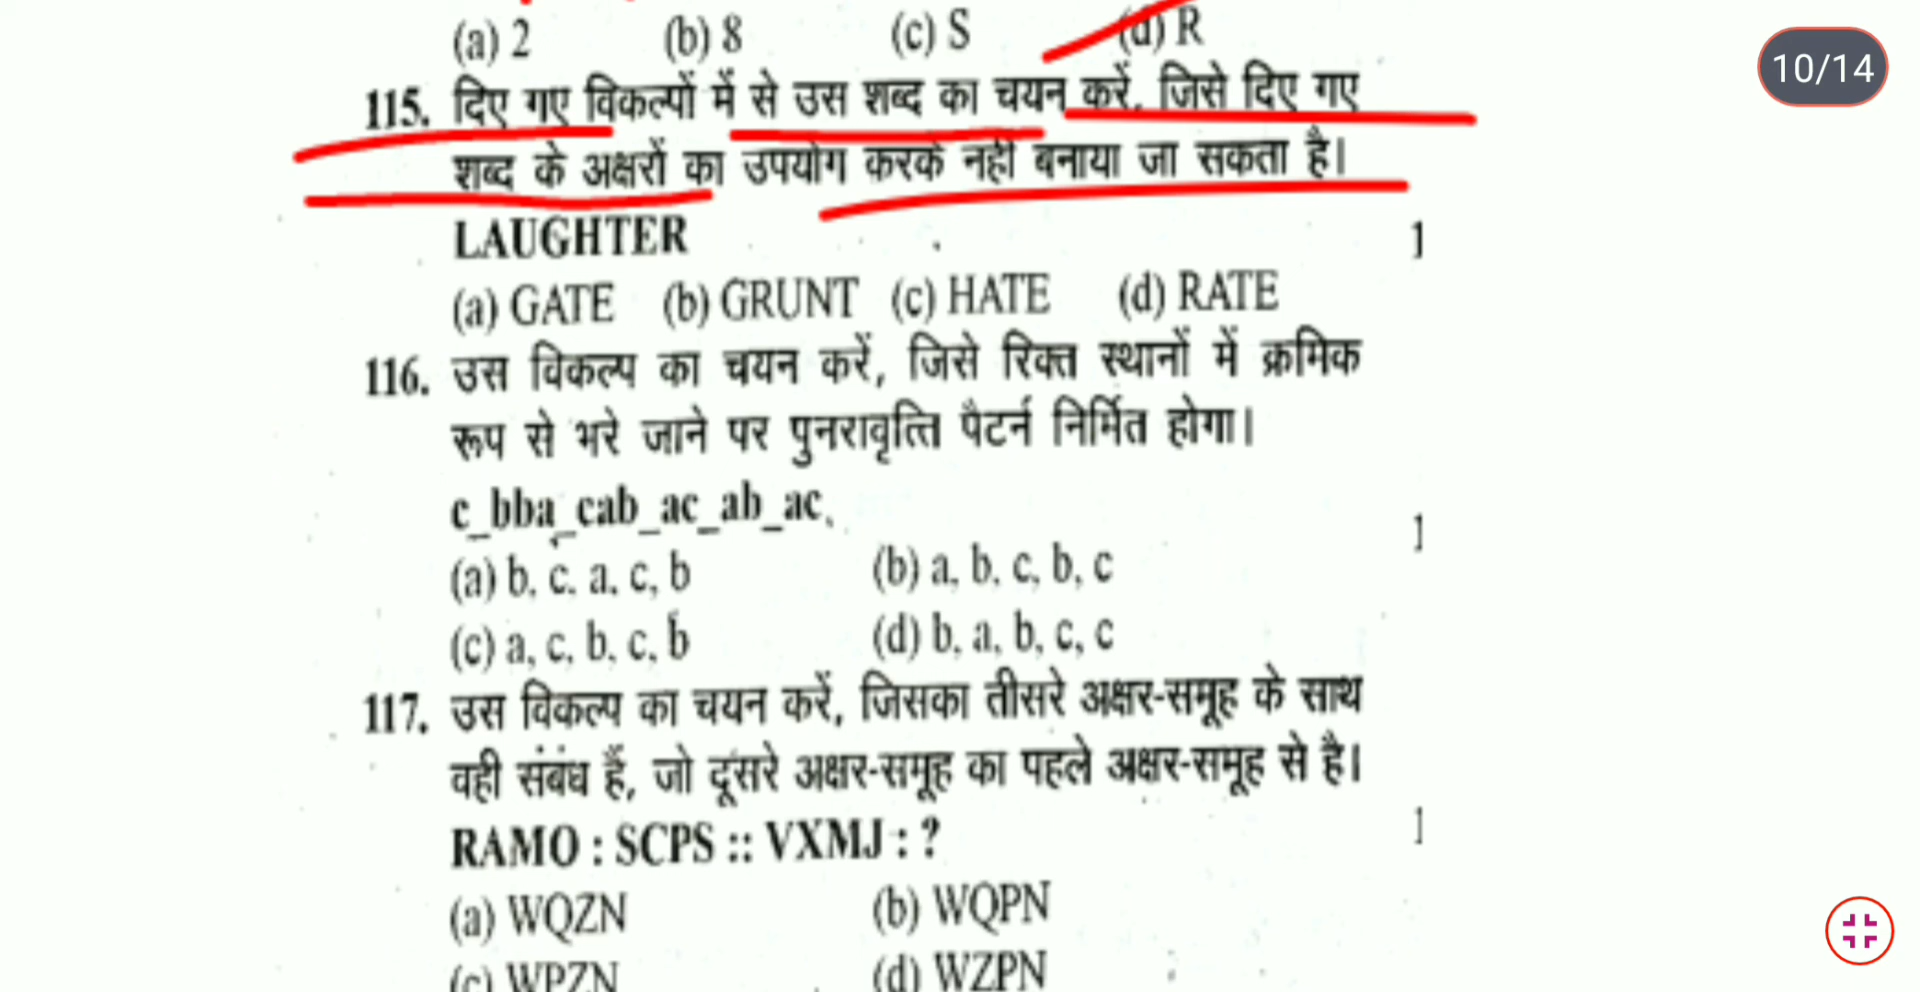 (a) 2 (b) 8 (c) S (d) R
10/14
115. दिए गए विकल्पों में से उस शब्द का चयन करें, जिसे दिए गए
शब्द के अक्षरों का उपयोग करके नहीं बनाया जा सकता है।
LAUGHTER 1
(a) GATE (b) GRUNT (c) HATE (d) RATE
116. उस विकल्प का चयन करें, जिसे रिक्त स्थानों में क्रमिक
रूप से भरे जाने पर पुनरावृत्ति पैटर्न निर्मित होगा।
c_bba_cab_ac_ab_ac 1
(a) b, c, a, c, b (b) a, b, c, b, c
(c) a, c, b, c, b (d) b, a, b, c, c
117. उस विकल्प का चयन करें, जिसका तीसरे अक्षर-समूह के साथ
वही संबंध हैं, जो दूसरे अक्षर-समूह का पहले अक्षर-समूह से है।
RAMO : SCPS :: VXMJ : ? 1
(a) WQZN (b) WQPN
(c) WPZN (d) WZPN